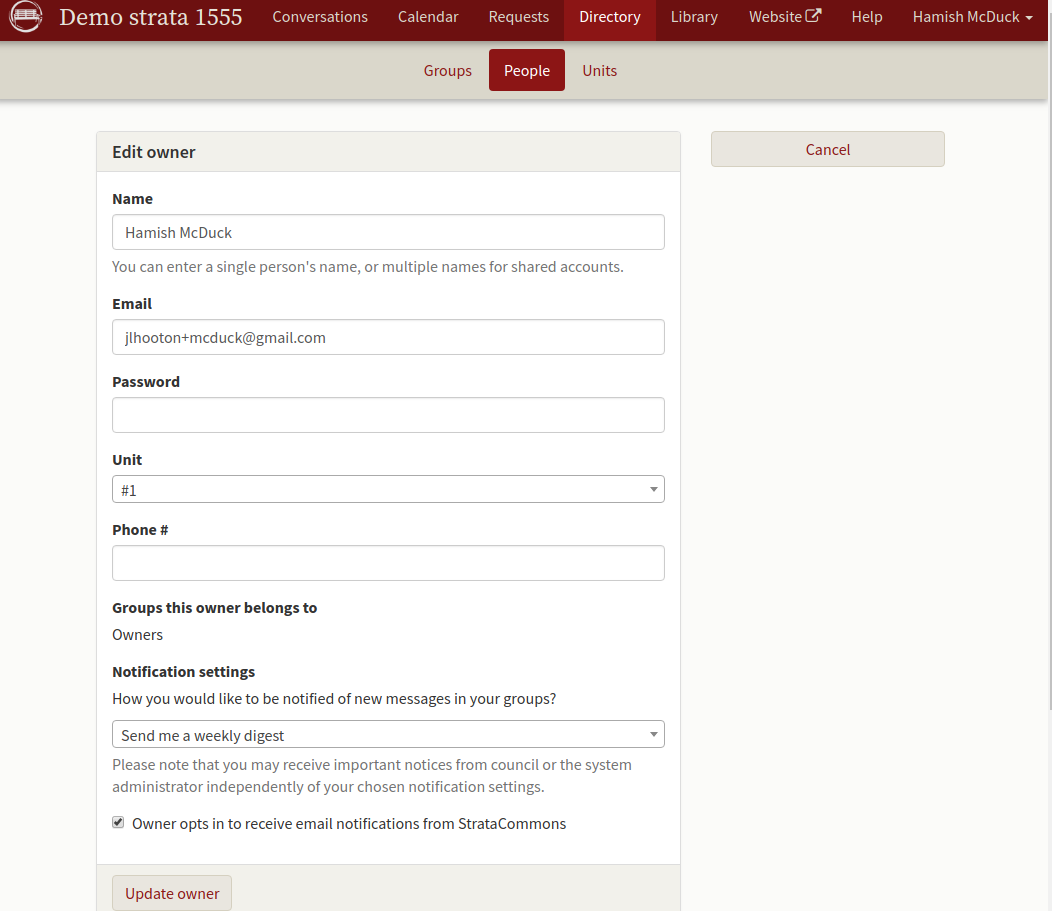 Demo strata 1555 Conversations Calendar Requests Directory Library Website Help Hamish McDuck
Groups People Units
Edit owner
Cancel
Name
Hamish McDuck
You can enter a single person's name, or multiple names for shared accounts.
Email
jlhooton+mcduck@gmail.com
Password
Unit
#1
Phone #
Groups this owner belongs to
Owners
Notification settings
How you would like to be notified of new messages in your groups?
Send me a weekly digest
Please note that you may receive important notices from council or the system
administrator independently of your chosen notification settings.
Owner opts in to receive email notifications from StrataCommons
Update owner